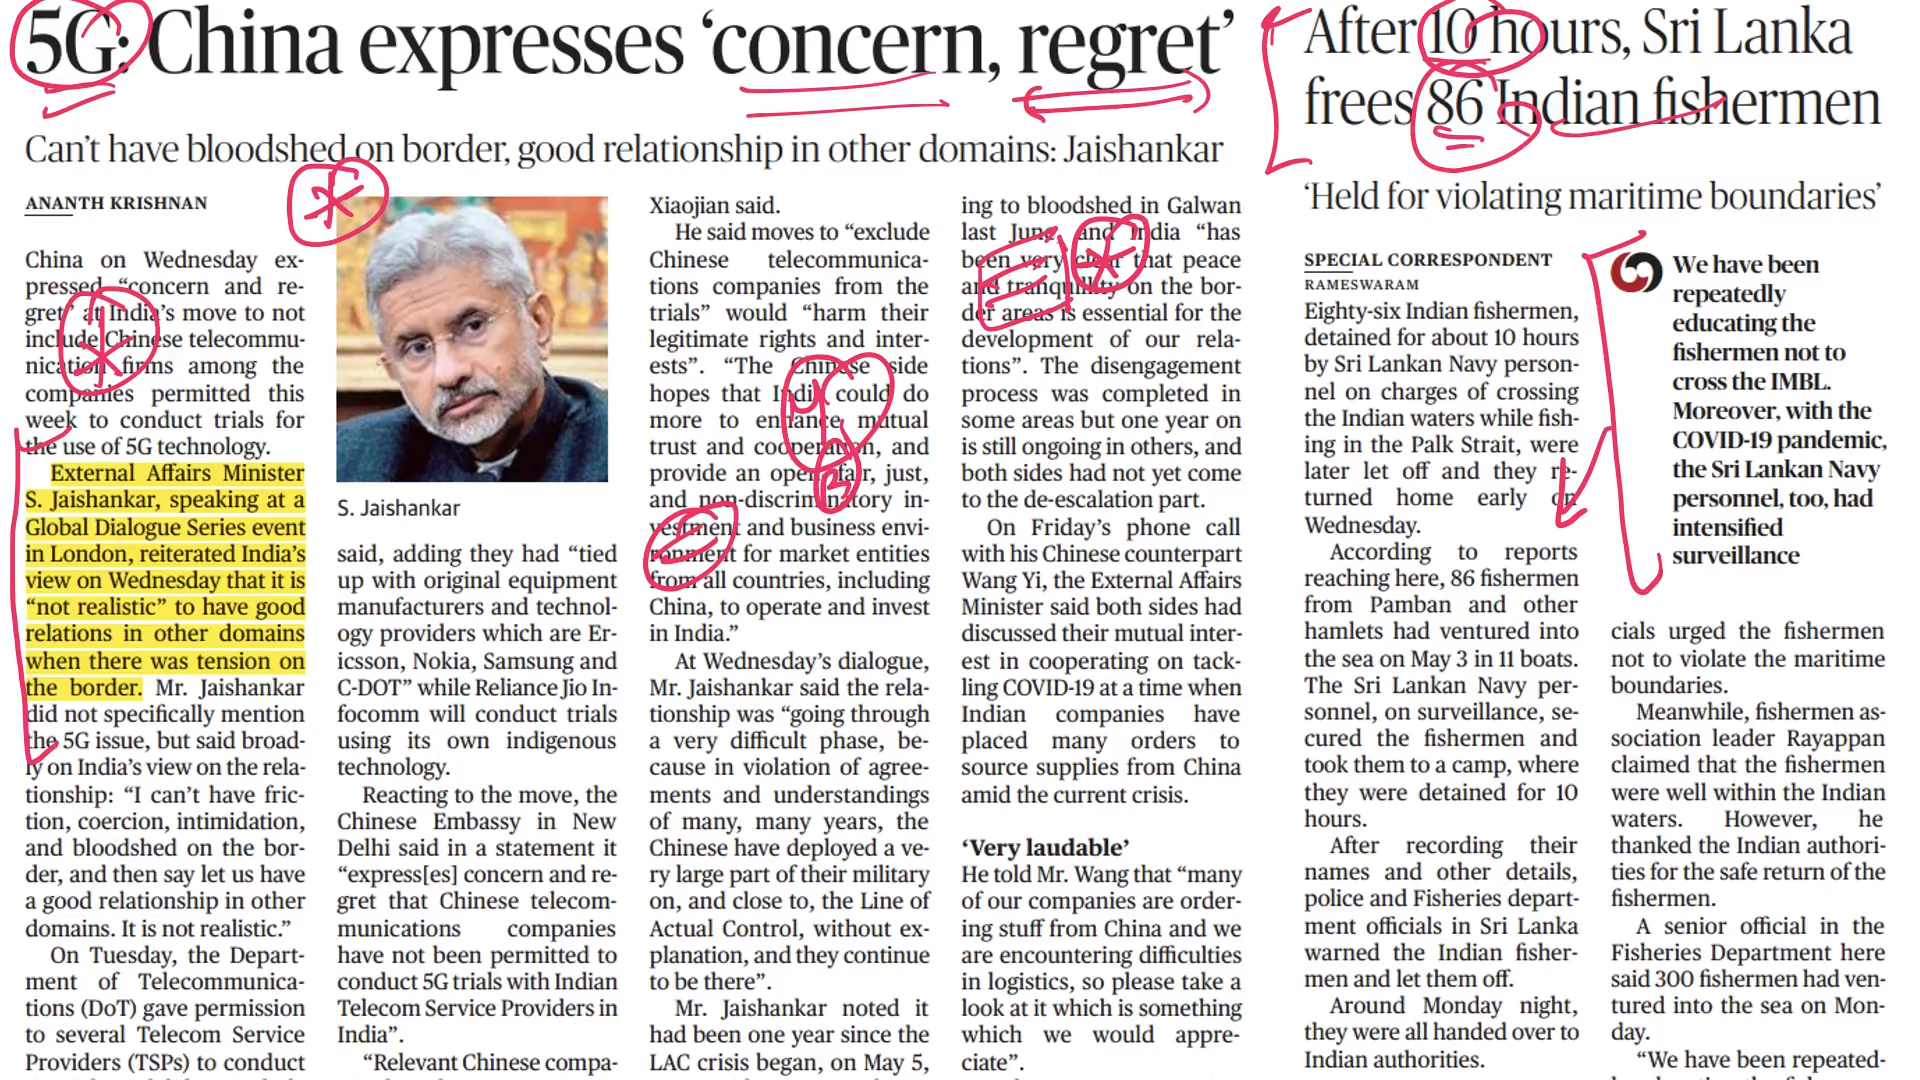 5G: China expresses ‘concern, regret’
Can’t have bloodshed on border, good relationship in other domains: Jaishankar
ANANTH KRISHNAN
China on Wednesday ex-
pressed “concern and re-
gret” at India’s move to not
include Chinese telecommu-
nication firms among the
companies permitted this
week to conduct trials for
the use of 5G technology.
External Affairs Minister
S. Jaishankar, speaking at a
Global Dialogue Series event
in London, reiterated India’s
view on Wednesday that it is
“not realistic” to have good
relations in other domains
when there was tension on
the border. Mr. Jaishankar
did not specifically mention
the 5G issue, but said broad-
ly on India’s view on the rela-
tionship: “I can’t have fric-
tion, coercion, intimidation,
and bloodshed on the bor-
der, and then say let us have
a good relationship in other
domains. It is not realistic.”
On Tuesday, the Depart-
ment of Telecommunica-
tions (DoT) gave permission
to several Telecom Service
Providers (TSPs) to conduct
S. Jaishankar
said, adding they had “tied
up with original equipment
manufacturers and technol-
ogy providers which are Er-
icsson, Nokia, Samsung and
C-DOT” while Reliance Jio In-
focomm will conduct trials
using its own indigenous
technology.
Reacting to the move, the
Chinese Embassy in New
Delhi said in a statement it
“express[es] concern and re-
gret that Chinese telecom-
munications companies
have not been permitted to
conduct 5G trials with Indian
Telecom Service Providers in
India”.
“Relevant Chinese compa-
Xiaojian said.
He said moves to “exclude
Chinese telecommunica-
tions companies from the
trials” would “harm their
legitimate rights and inter-
ests”. “The Chinese side
hopes that India could do
more to enhance mutual
trust and cooperation, and
provide an open, fair, just,
and non-discriminatory in-
vestment and business envi-
ronment for market entities
from all countries, including
China, to operate and invest
in India.”
At Wednesday’s dialogue,
Mr. Jaishankar said the rela-
tionship was “going through
a very difficult phase, be-
cause in violation of agree-
ments and understandings
of many, many years, the
Chinese have deployed a ve-
ry large part of their military
on, and close to, the Line of
Actual Control, without ex-
planation, and they continue
to be there”.
Mr. Jaishankar noted it
had been one year since the
LAC crisis began, on May 5,
ing to bloodshed in Galwan
last June, and India “has
been very clear that peace
and tranquillity on the bor-
der areas is essential for the
development of our rela-
tions”. The disengagement
process was completed in
some areas but one year on
is still ongoing in others, and
both sides had not yet come
to the de-escalation part.
On Friday’s phone call
with his Chinese counterpart
Wang Yi, the External Affairs
Minister said both sides had
discussed their mutual inter-
est in cooperating on tack-
ling COVID-19 at a time when
Indian companies have
placed many orders to
source supplies from China
amid the current crisis.
‘Very laudable’
He told Mr. Wang that “many
of our companies are order-
ing stuff from China and we
are encountering difficulties
in logistics, so please take a
look at it which is something
which we would appre-
ciate”.
After 10 hours, Sri Lanka
frees 86 Indian fishermen
‘Held for violating maritime boundaries’
SPECIAL CORRESPONDENT
RAMESWARAM
Eighty-six Indian fishermen,
detained for about 10 hours
by Sri Lankan Navy person-
nel on charges of crossing
the Indian waters while fish-
ing in the Palk Strait, were
later let off and they re-
turned home early on
Wednesday.
According to reports
reaching here, 86 fishermen
from Pamban and other
hamlets had ventured into
the sea on May 3 in 11 boats.
The Sri Lankan Navy per-
sonnel, on surveillance, se-
cured the fishermen and
took them to a camp, where
they were detained for 10
hours.
After recording their
names and other details,
police and Fisheries depart-
ment officials in Sri Lanka
warned the Indian fisher-
men and let them off.
Around Monday night,
they were all handed over to
Indian authorities.
We have been
repeatedly
educating the
fishermen not to
cross the IMBL.
Moreover, with the
COVID-19 pandemic,
the Sri Lankan Navy
personnel, too, had
intensified
surveillance
cials urged the fishermen
not to violate the maritime
boundaries.
Meanwhile, fishermen as-
sociation leader Rayappan
claimed that the fishermen
were well within the Indian
waters. However, he
thanked the Indian authori-
ties for the safe return of the
fishermen.
A senior official in the
Fisheries Department here
said 300 fishermen had ven-
tured into the sea on Mon-
day.
“We have been repeated-